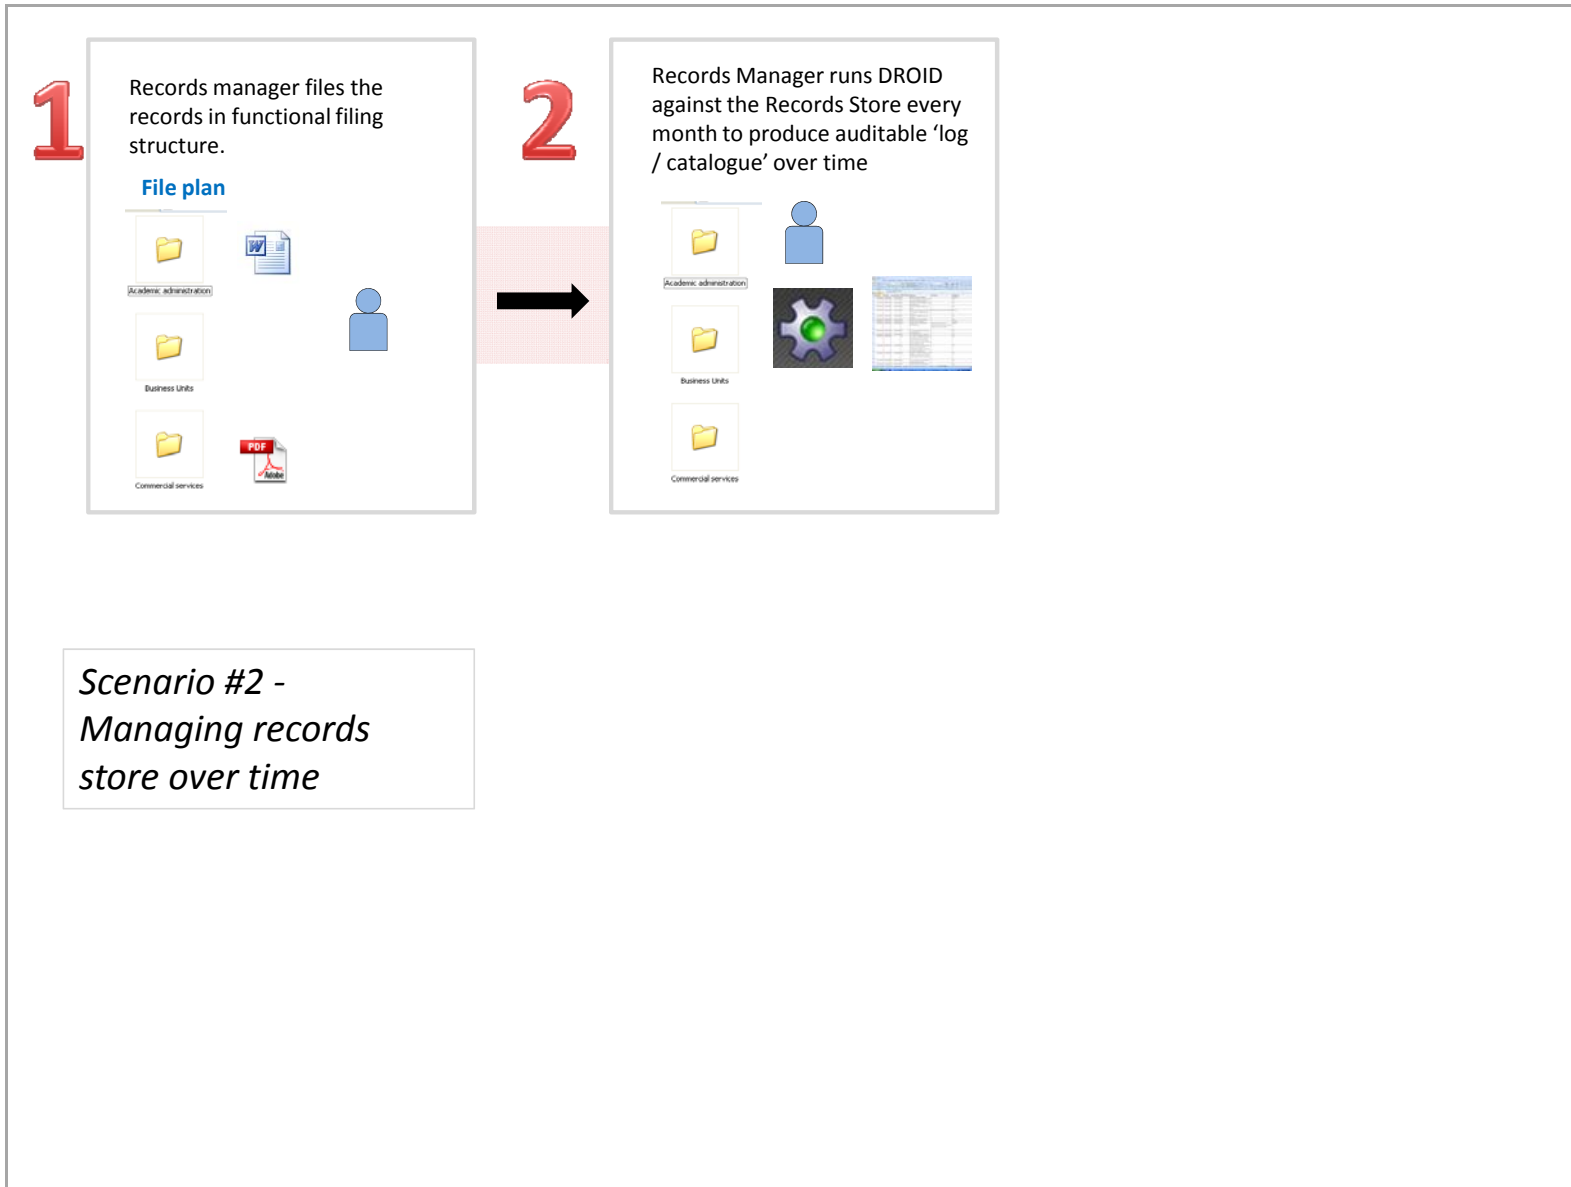 1
Records manager files the
records in functional filing
structure.
File plan
Academic administration
Business Units
Commercial services
W
PDF
Adobe
2
Records Manager runs DROID
against the Records Store every
month to produce auditable ‘log
/ catalogue’ over time
Academic administration
Business Units
Commercial services
Scenario #2 -
Managing records
store over time